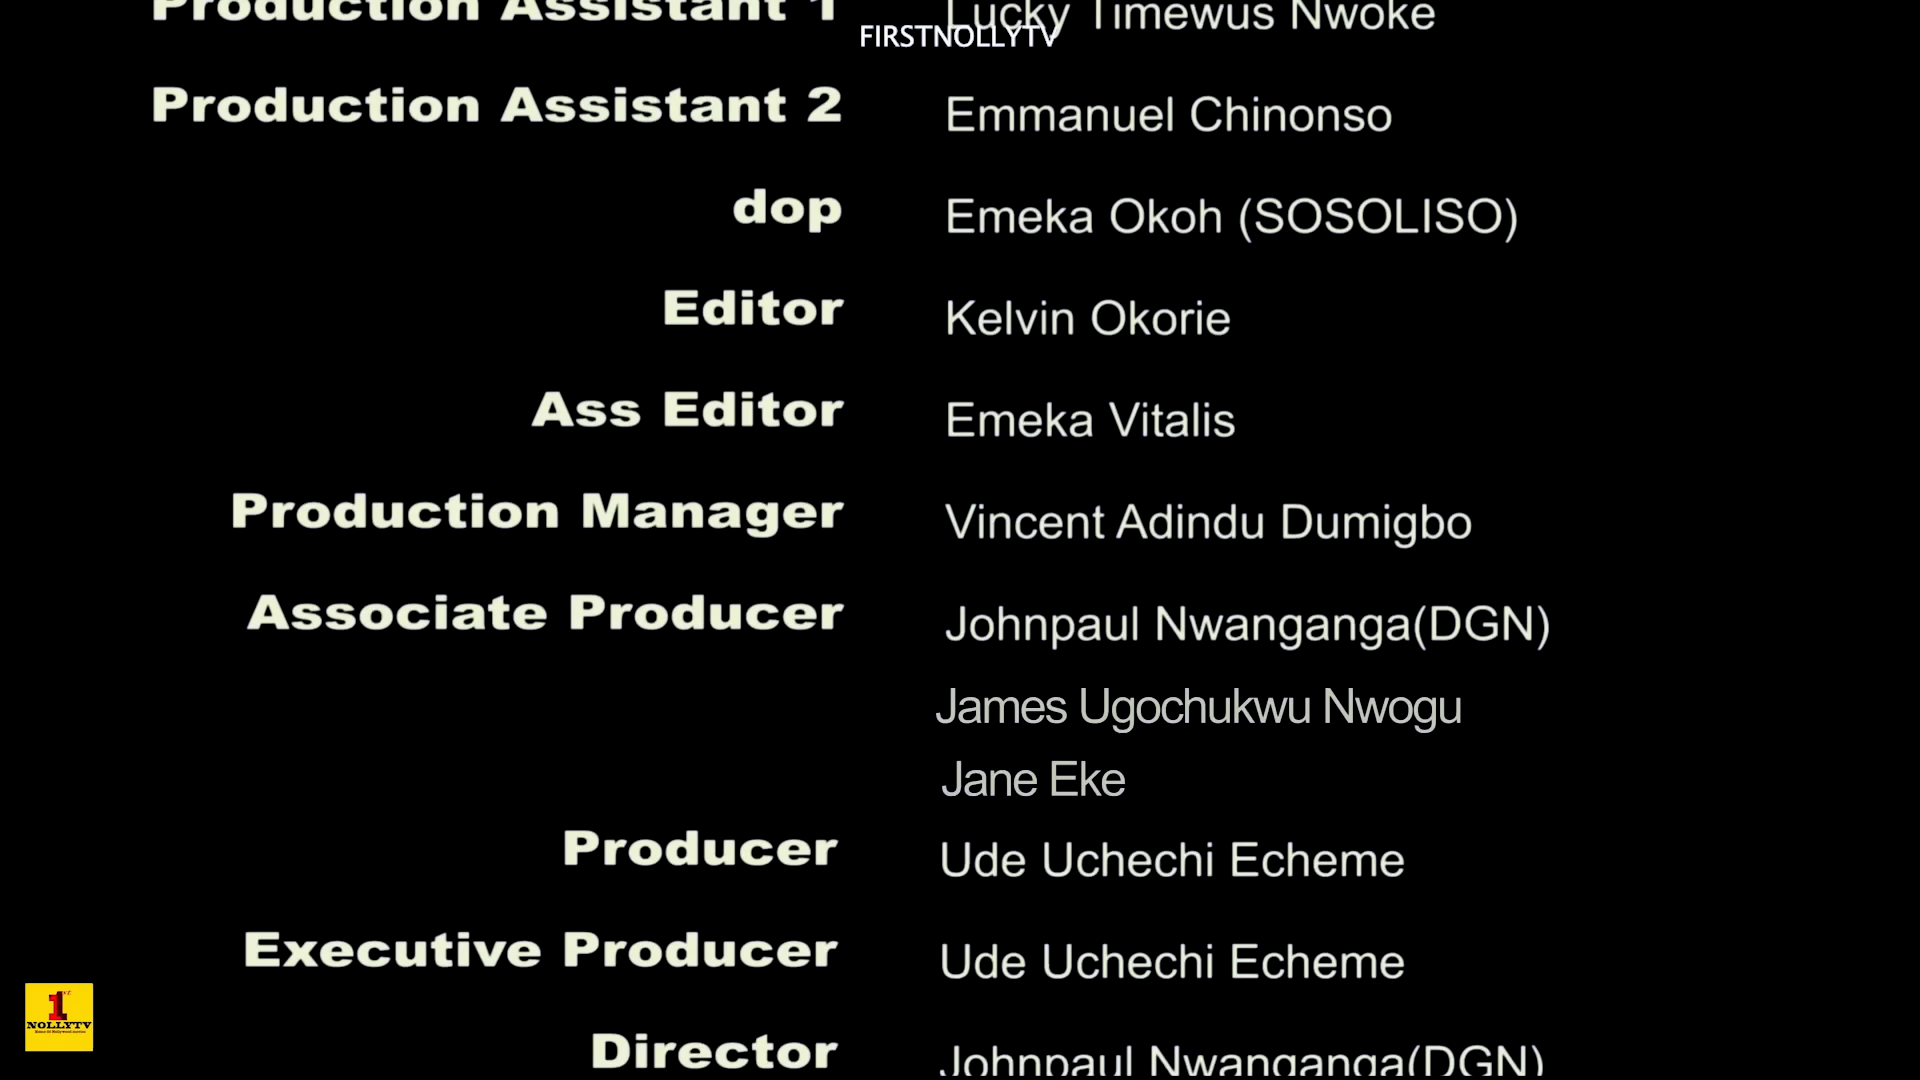 Production Assistant 1 Lucky Timewus Nwoke
FIRSTNOLLYTV
Production Assistant 2 Emmanuel Chinonso
dop Emeka Okoh (SOSOLISO)
Editor Kelvin Okorie
Ass Editor Emeka Vitalis
Production Manager Vincent Adindu Dumigbo
Associate Producer Johnpaul Nwanganga(DGN)
James Ugochukwu Nwogu
Jane Eke
Producer Ude Uchechi Echeme
Executive Producer Ude Uchechi Echeme
Director Johnpaul Nwanganga(DGN)
1st
NOLLYTV